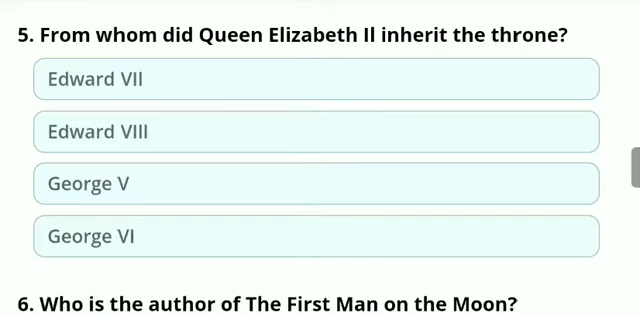 5. From whom did Queen Elizabeth II inherit the throne?
Edward VII
Edward VIII
George V
George VI
6. Who is the author of The First Man on the Moon?